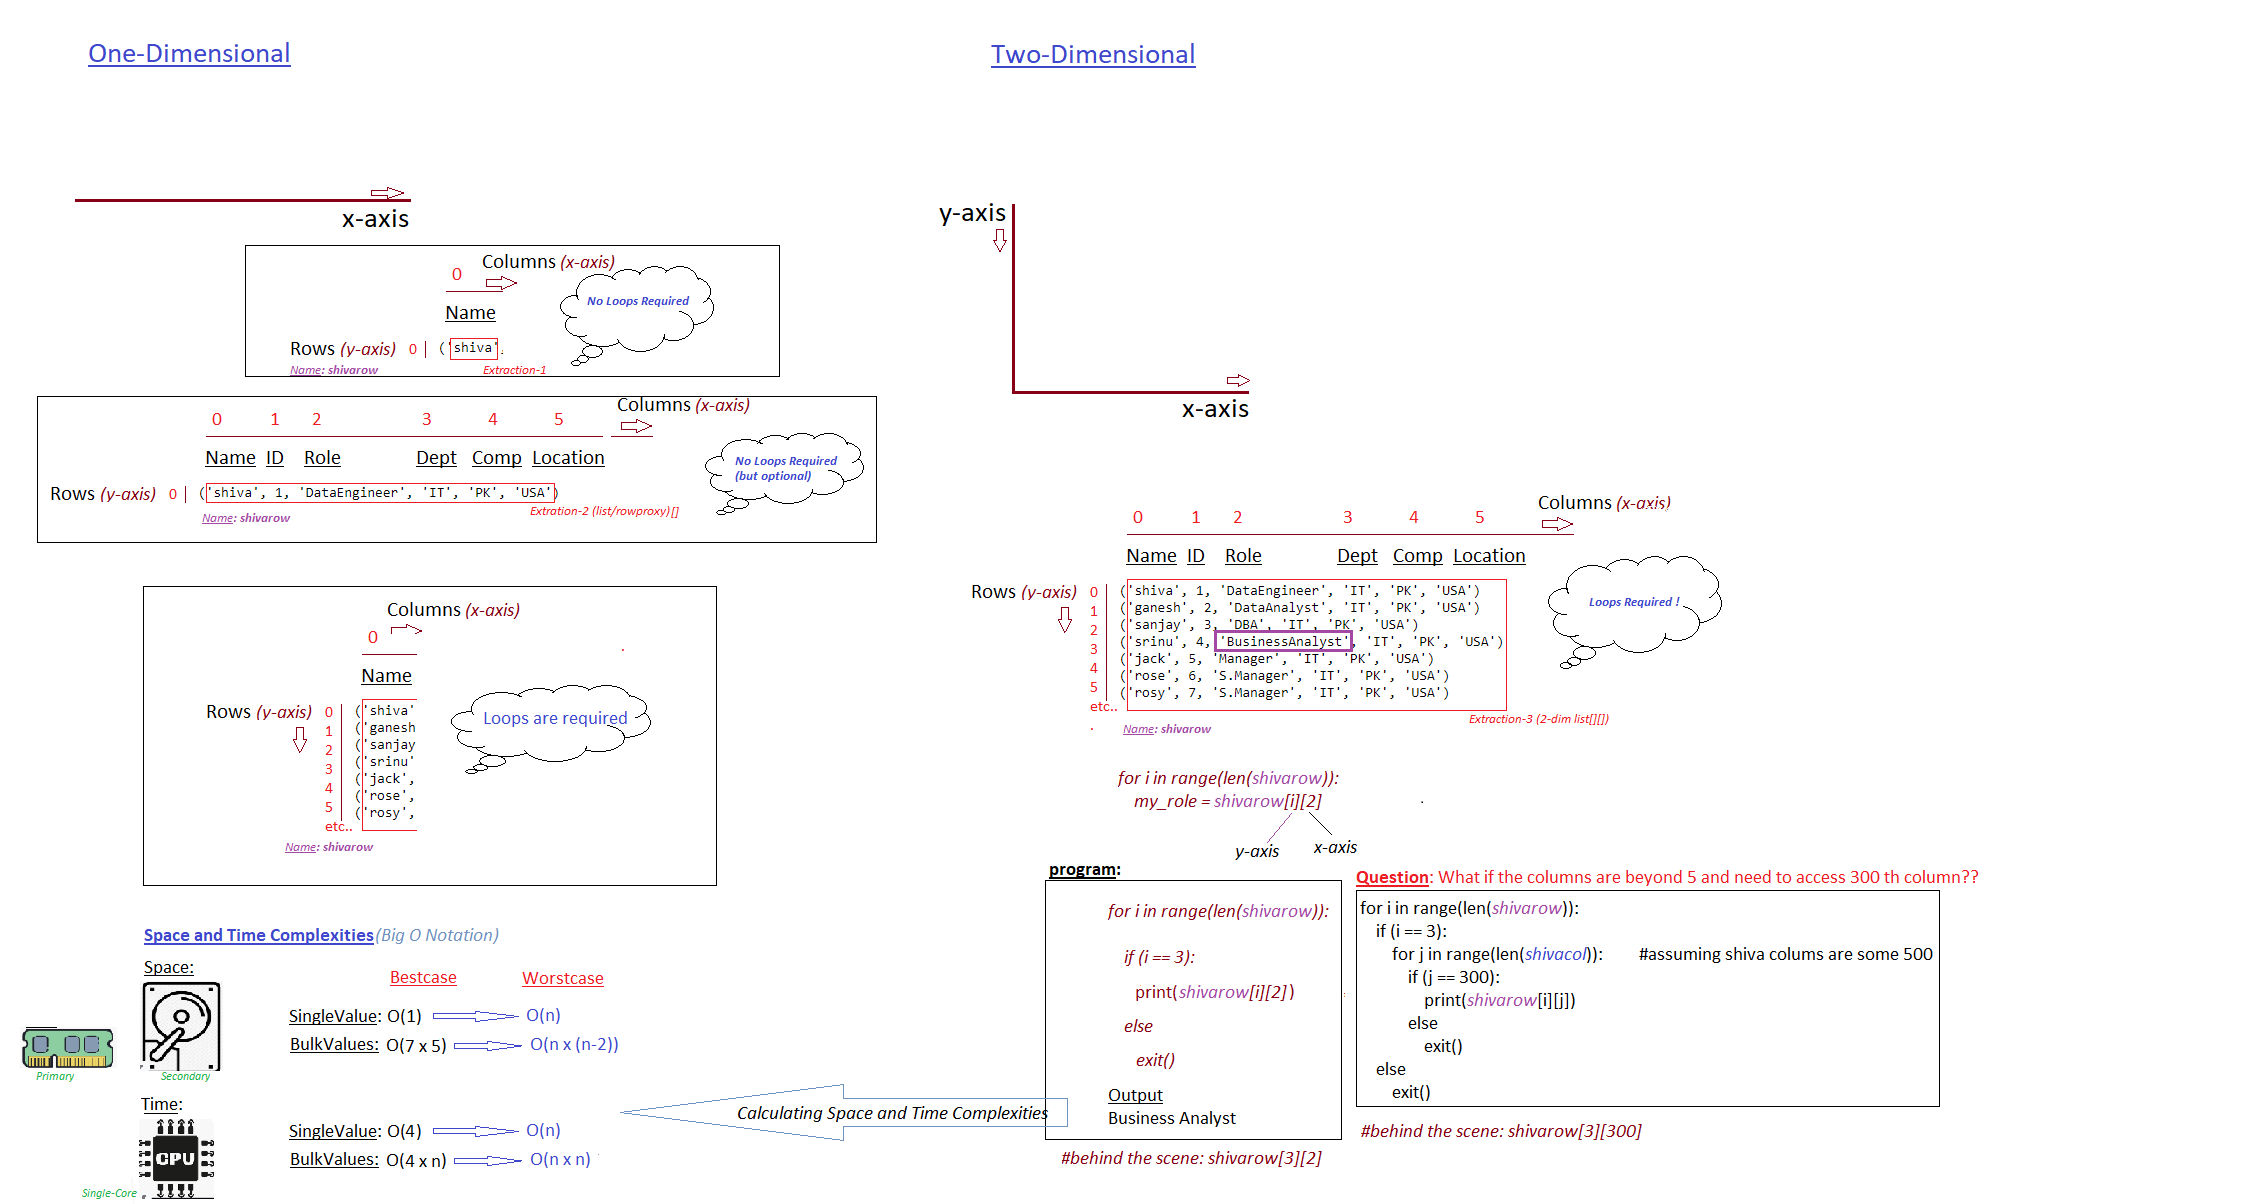 One-Dimensional
x-axis
Columns (x-axis)
0
Name
No Loops Required
Rows (y-axis) 0 | ('shiva'
Name: shivarow
Extraction-1
Columns (x-axis)
0 1 2 3 4 5
Name ID Role Dept Comp Location
No Loops Required
(but optional)
Rows (y-axis) 0 | ('shiva', 1, 'DataEngineer', 'IT', 'PK', 'USA')
Name: shivarow
Extration-2 (list/rowproxy)[]
Columns (x-axis)
0
Name
Rows (y-axis)
0 ('shiva'
1 ('ganesh
2 ('sanjay
3 ('srinu'
4 ('jack',
5 ('rose',
etc.. ('rosy',
Loops are required
Name: shivarow
Space and Time Complexities(Big O Notation)
Space:
Bestcase Worstcase
SingleValue: O(1) O(n)
BulkValues: O(7 x 5) O(n x (n-2))
Primary
Secondary
Time:
SingleValue: O(4) O(n)
BulkValues: O(4 x n) O(n x n)
CPU
Single-Core
Two-Dimensional
y-axis
x-axis
Columns (x-axis)
0 1 2 3 4 5
Name ID Role Dept Comp Location
Rows (y-axis)
0 ('shiva', 1, 'DataEngineer', 'IT', 'PK', 'USA')
1 ('ganesh', 2, 'DataAnalyst', 'IT', 'PK', 'USA')
2 ('sanjay', 3, 'DBA', 'IT', 'PK', 'USA')
3 ('srinu', 4, 'BusinessAnalyst', 'IT', 'PK', 'USA')
4 ('jack', 5, 'Manager', 'IT', 'PK', 'USA')
5 ('rose', 6, 'S.Manager', 'IT', 'PK', 'USA')
etc.. ('rosy', 7, 'S.Manager', 'IT', 'PK', 'USA')
Loops Required !
Name: shivarow
Extraction-3 (2-dim list[][])
for i in range(len(shivarow)):
my_role = shivarow[i][2]
y-axis x-axis
program:
for i in range(len(shivarow)):
if (i == 3):
print(shivarow[i][2])
else
exit()
Output
Business Analyst
Calculating Space and Time Complexities
#behind the scene: shivarow[3][2]
Question: What if the columns are beyond 5 and need to access 300 th column??
for i in range(len(shivarow)):
if (i == 3):
for j in range(len(shivacol)): #assuming shiva colums are some 500
if (j == 300):
print(shivarow[i][j])
else
exit()
else
exit()
#behind the scene: shivarow[3][300]